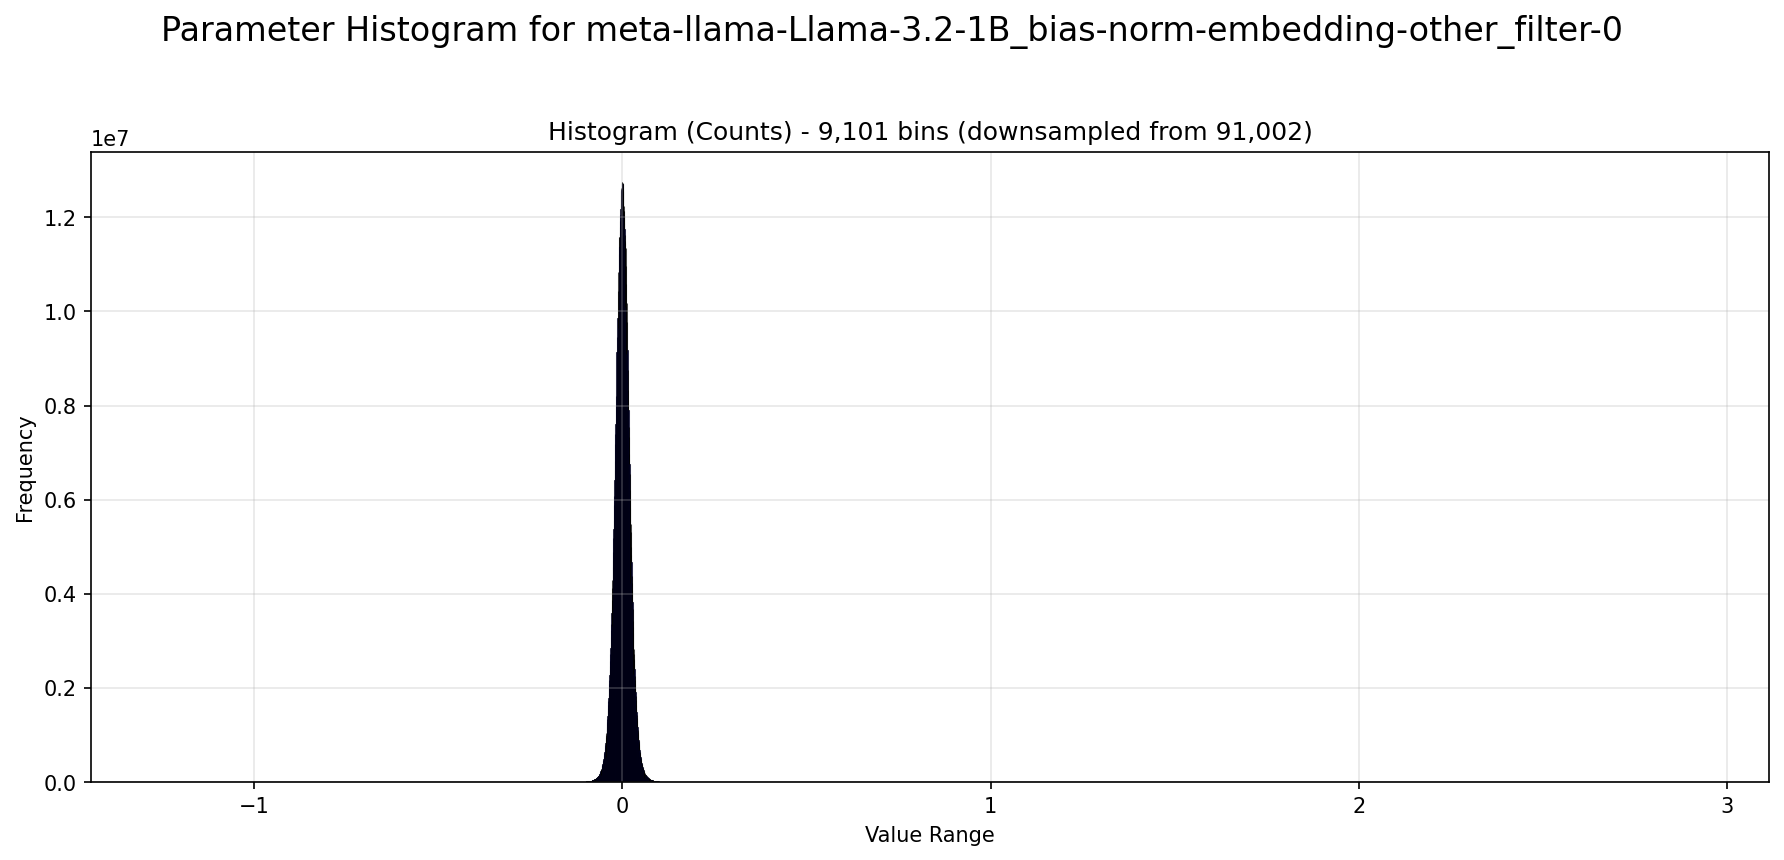 Parameter Histogram for meta-llama-Llama-3.2-1B_bias-norm-embedding-other_filter-0
Histogram (Counts) - 9,101 bins (downsampled from 91,002)
1e7
1.2
1.0
0.8
0.6
0.4
0.2
0.0
Frequency
−1
0
1
2
3
Value Range